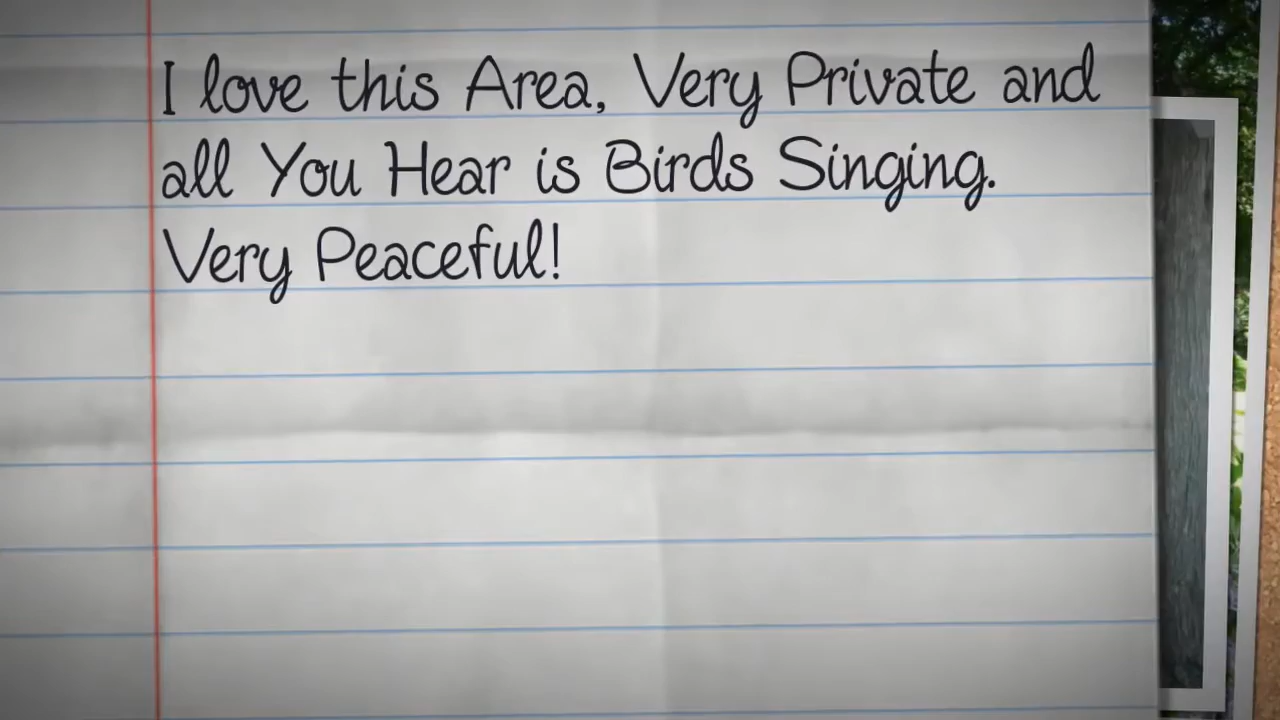 I love this Area, Very Private and
all You Hear is Birds Singing.
Very Peaceful!